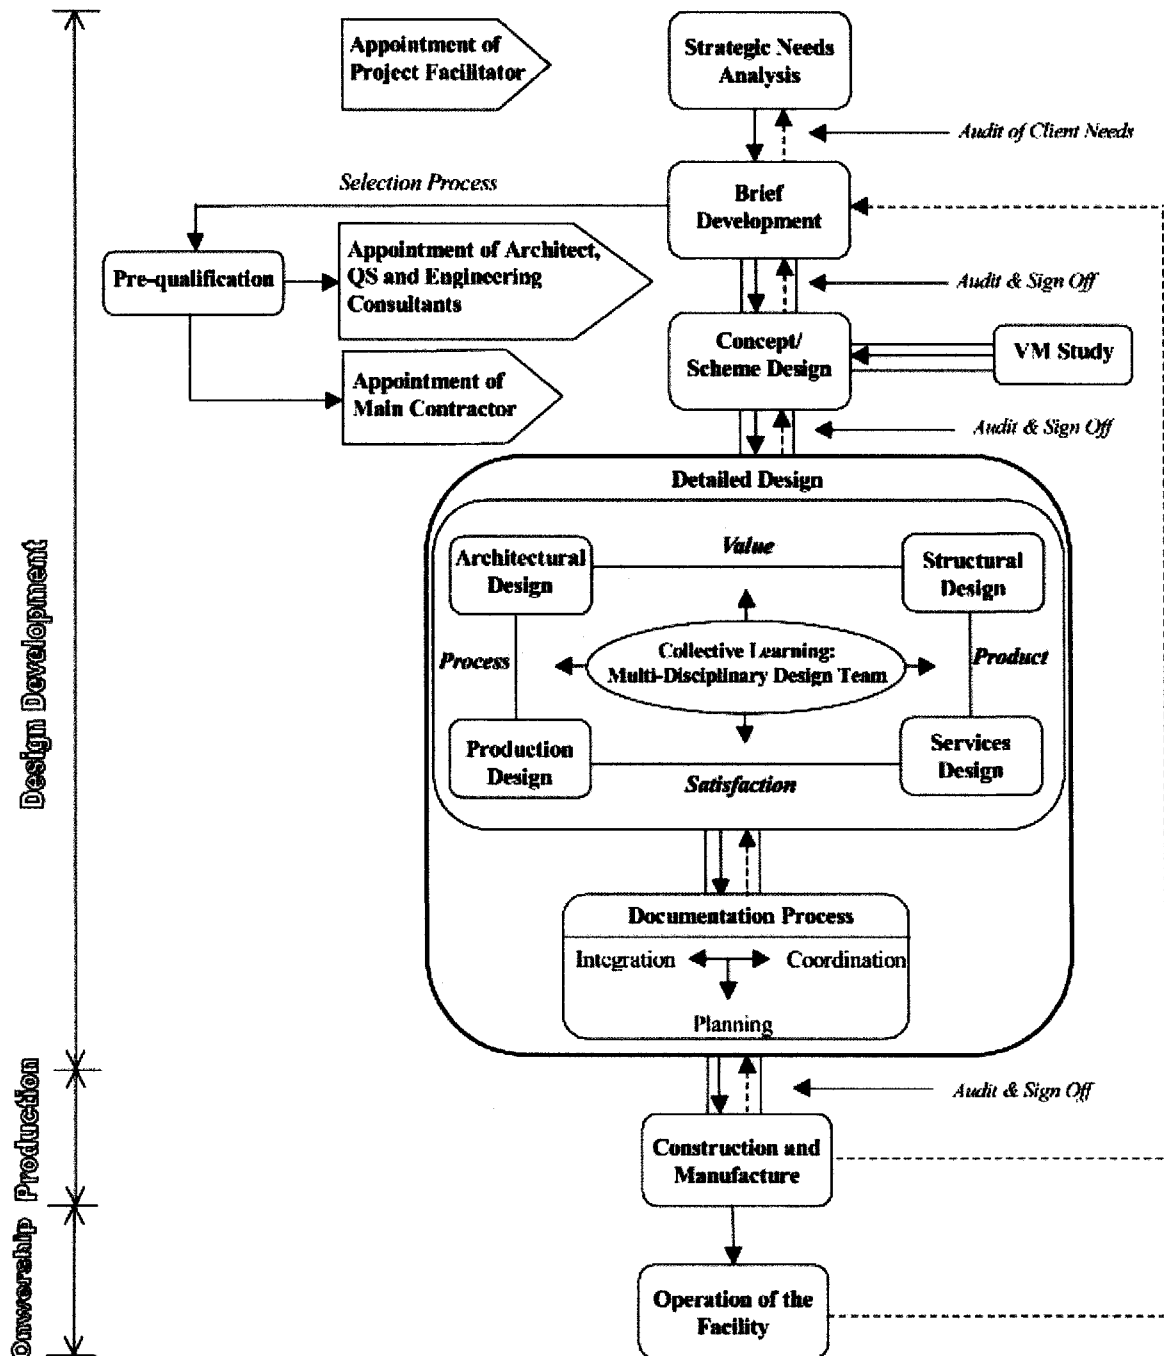 Appointment of
Project Facilitator
Strategic Needs
Analysis
Audit of Client Needs
Selection Process
Brief
Development
Pre-qualification
Appointment of Architect,
QS and Engineering
Consultants
Audit & Sign Off
Concept/
Scheme Design
VM Study
Appointment of
Main Contractor
Audit & Sign Off
Detailed Design
Architectural
Design
Value
Structural
Design
Process
Collective Learning:
Multi-Disciplinary Design Team
Product
Production
Design
Services
Design
Satisfaction
Documentation Process
Integration
Coordination
Planning
Audit & Sign Off
Construction and
Manufacture
Operation of the
Facility
Design Development
Production
Onwership